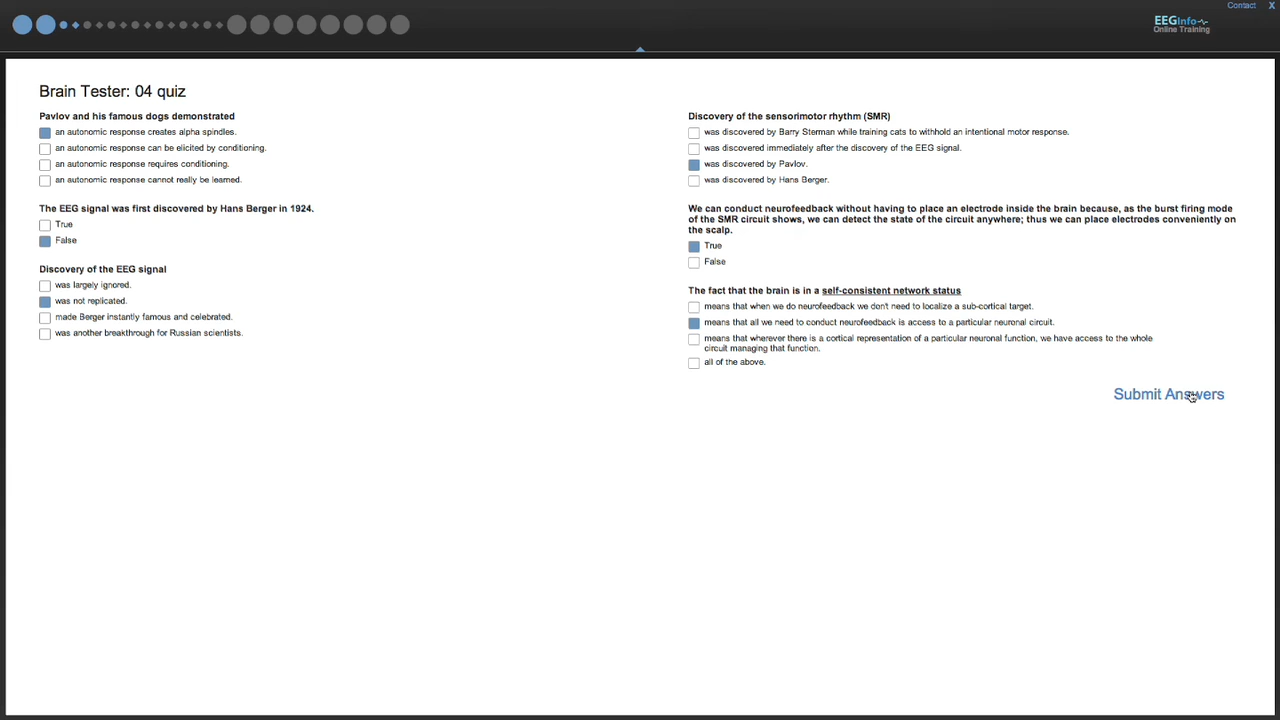 Contact X
EEGInfo
Online Training
Brain Tester: 04 quiz
Pavlov and his famous dogs demonstrated
an autonomic response creates alpha spindles.
an autonomic response can be elicited by conditioning.
an autonomic response requires conditioning.
an autonomic response cannot really be learned.
The EEG signal was first discovered by Hans Berger in 1924.
True
False
Discovery of the EEG signal
was largely ignored.
was not replicated.
made Berger instantly famous and celebrated.
was another breakthrough for Russian scientists.
Discovery of the sensorimotor rhythm (SMR)
was discovered by Barry Sterman while training cats to withhold an intentional motor response.
was discovered immediately after the discovery of the EEG signal.
was discovered by Pavlov.
was discovered by Hans Berger.
We can conduct neurofeedback without having to place an electrode inside the brain because, as the burst firing mode
of the SMR circuit shows, we can detect the state of the circuit anywhere; thus we can place electrodes conveniently on
the scalp.
True
False
The fact that the brain is in a self-consistent network status
means that when we do neurofeedback we don't need to localize a sub-cortical target.
means that all we need to conduct neurofeedback is access to a particular neuronal circuit.
means that wherever there is a cortical representation of a particular neuronal function, we have access to the whole
circuit managing that function.
all of the above.
Submit Answers